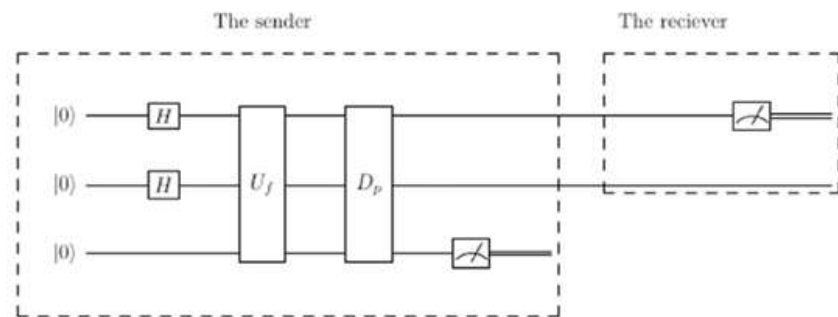 The sender
The reciever
|0⟩ H
|0⟩ H U_f D_p
|0⟩